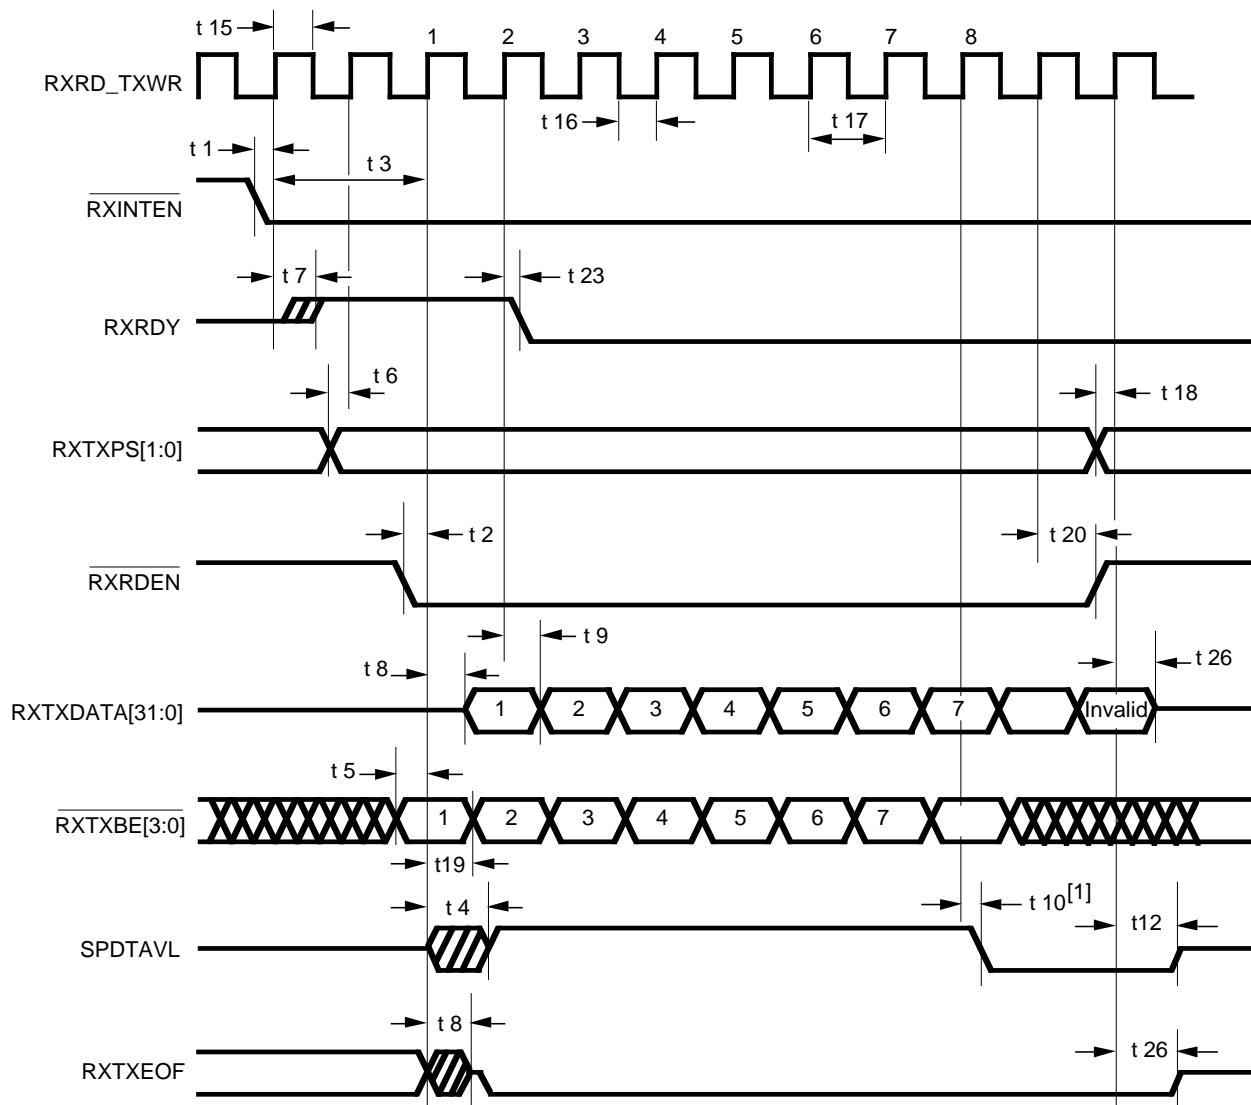 t 15
1 2 3 4 5 6 7 8
RXRD_TXWR
t 16
t 17
t 1
t 3
RXINTEN
t 7
t 23
RXRDY
t 6
t 18
RXTXPS[1:0]
t 2
t 20
RXRDEN
t 9
t 8
t 26
RXTXDATA[31:0]
1 2 3 4 5 6 7 Invalid
t 5
RXTXBE[3:0]
1 2 3 4 5 6 7
t19
t 4
t 10[1]
t12
SPDTAVL
t 8
t 26
RXTXEOF